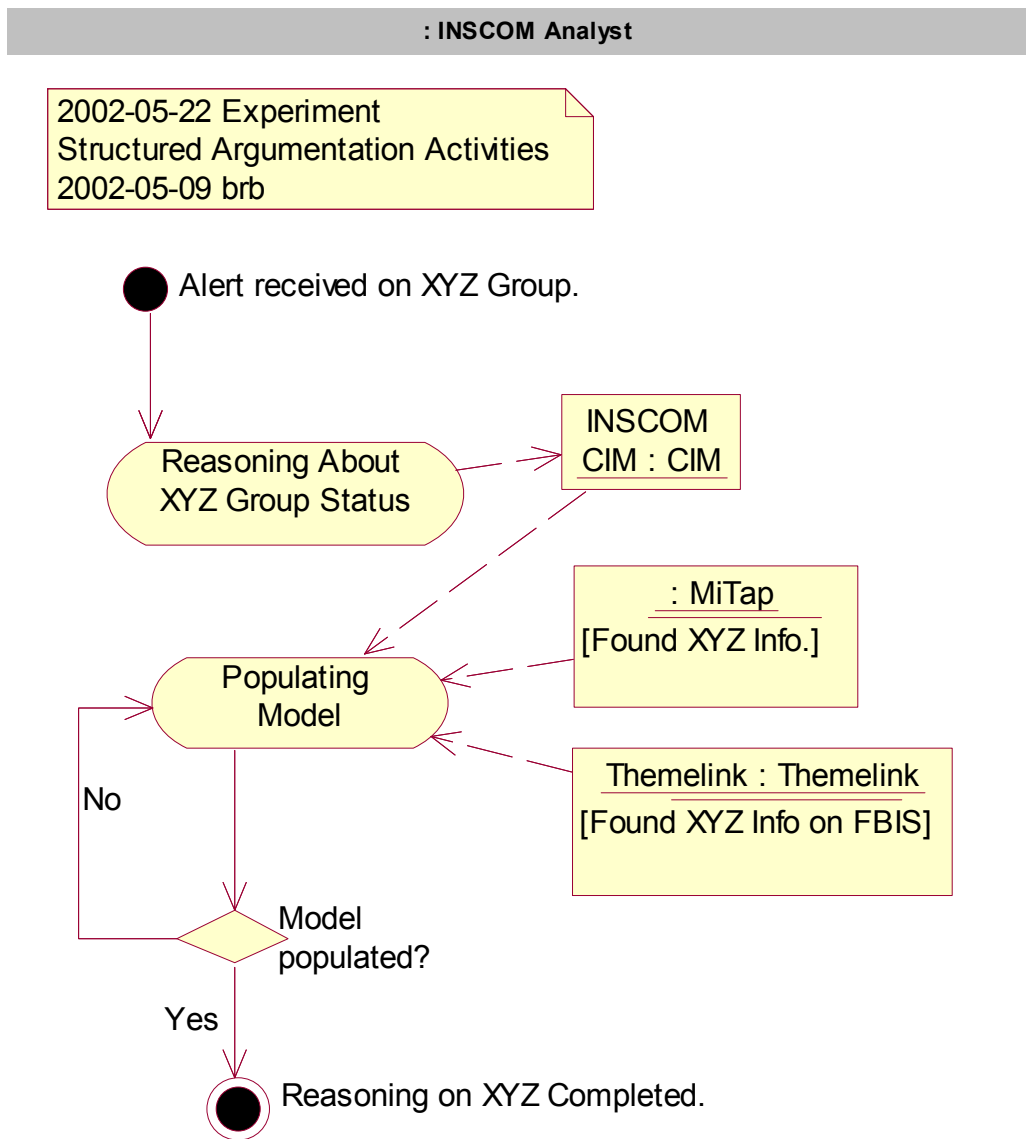 : INSCOM Analyst
2002-05-22 Experiment
Structured Argumentation Activities
2002-05-09 brb
Alert received on XYZ Group.
Reasoning About
XYZ Group Status
INSCOM
CIM : CIM
: MiTap
[Found XYZ Info.]
Populating
Model
Themelink : Themelink
[Found XYZ Info on FBIS]
No
Model
populated?
Yes
Reasoning on XYZ Completed.